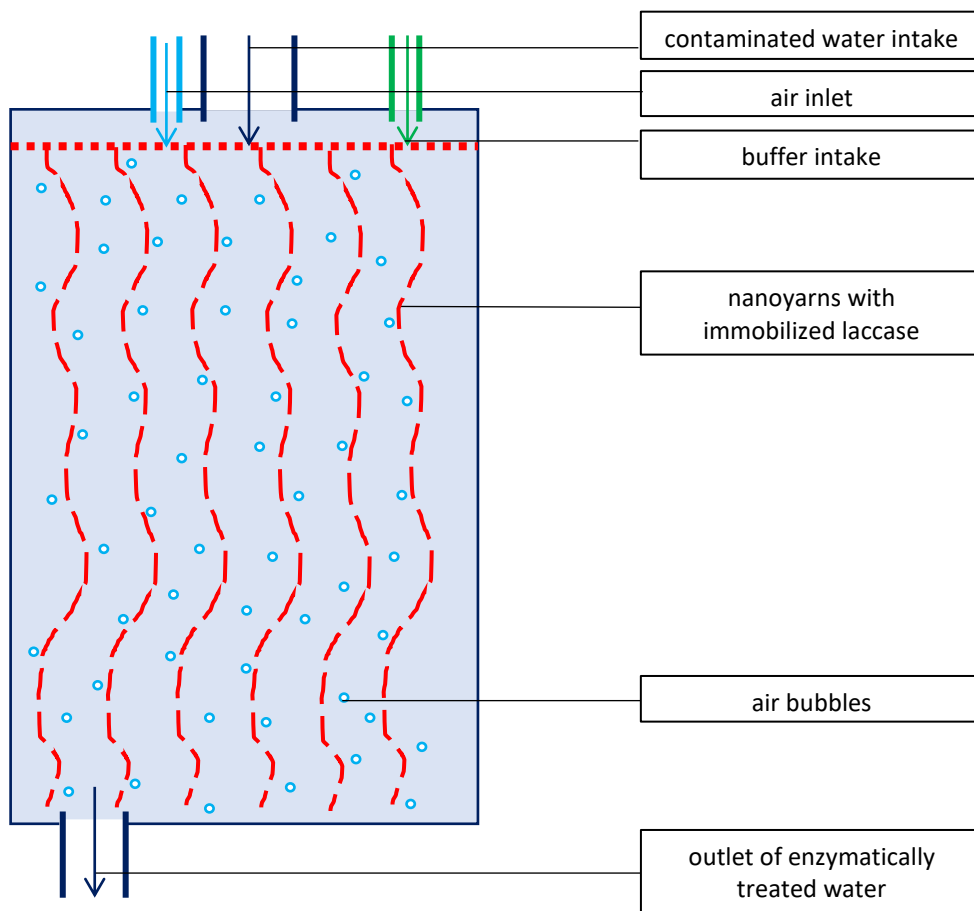 contaminated water intake
air inlet
buffer intake
nanoyarns with
immobilized laccase
air bubbles
outlet of enzymatically
treated water